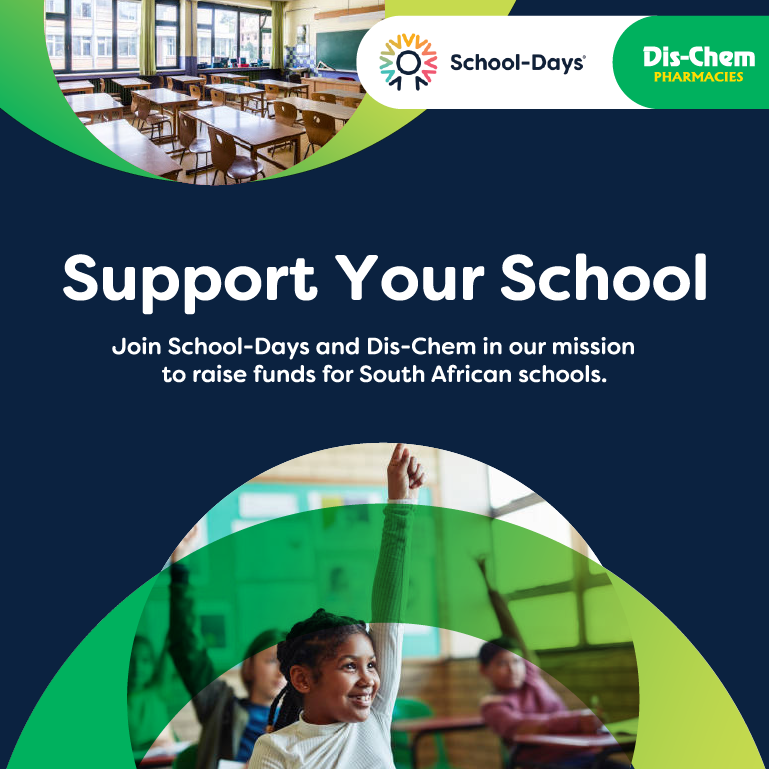 School-Days®
Dis-Chem
PHARMACIES
Support Your School
Join School-Days and Dis-Chem in our mission
to raise funds for South African schools.